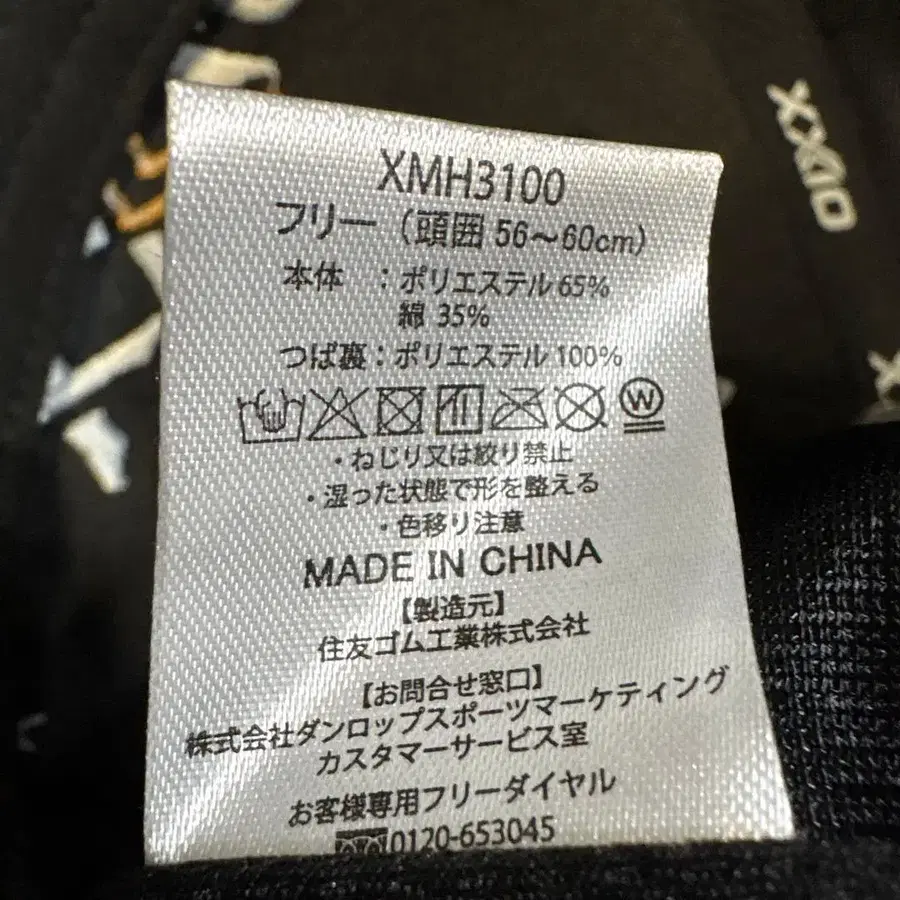 XXIO
XMH3100
フリー（頭囲 56～60cm）
本体　：ポリエステル 65%
綿 35%
つば裏：ポリエステル 100%
W
・ねじり又は絞り禁止
・湿った状態で形を整える
・色移り注意
MADE IN CHINA
【製造元】
住友ゴム工業株式会社
【お問合せ窓口】
株式会社ダンロップスポーツマーケティング
カスタマーサービス室
お客様専用フリーダイヤル
0120-653045